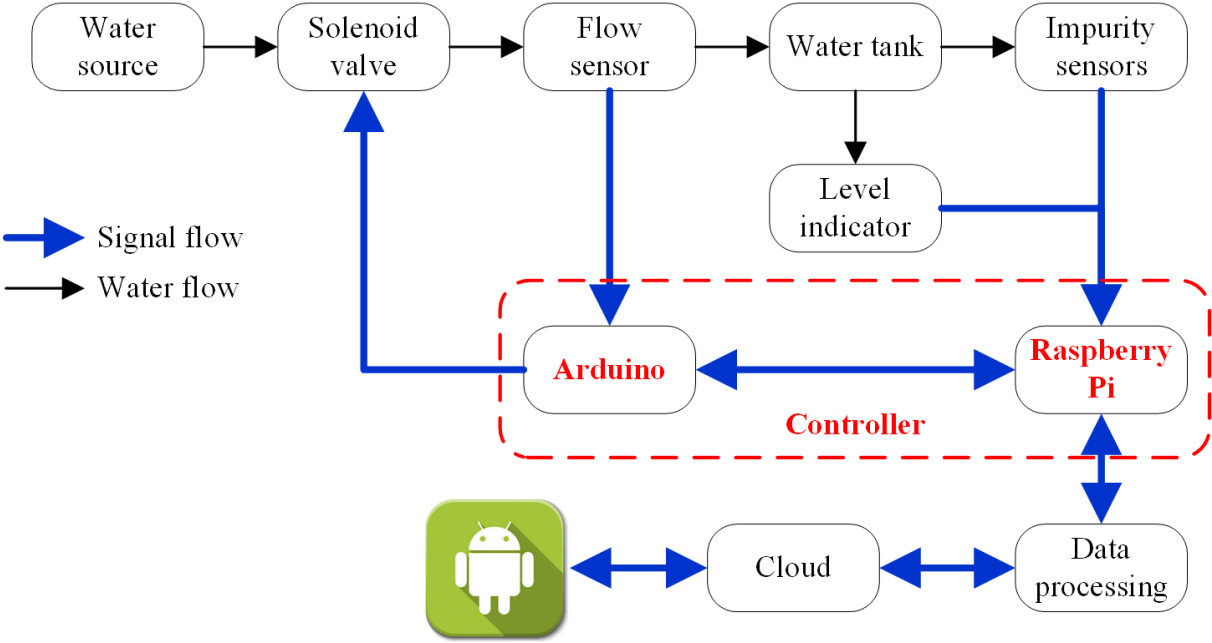 Water
source
Solenoid
valve
Flow
sensor
Water tank
Impurity
sensors
Level
indicator
Signal flow
Water flow
Arduino
Raspberry
Pi
Controller
Cloud
Data
processing